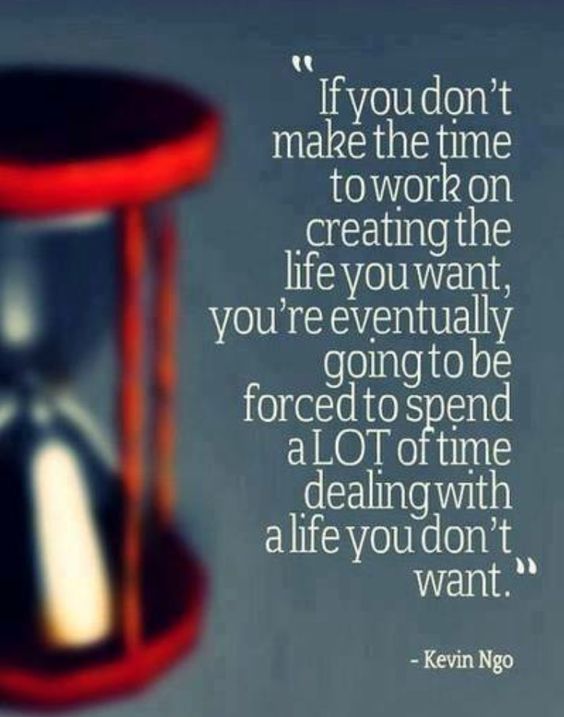 “
If you don’t
make the time
to work on
creating the
life you want,
you’re eventually
going to be
forced to spend
a LOT of time
dealing with
a life you don’t
want.”
- Kevin Ngo